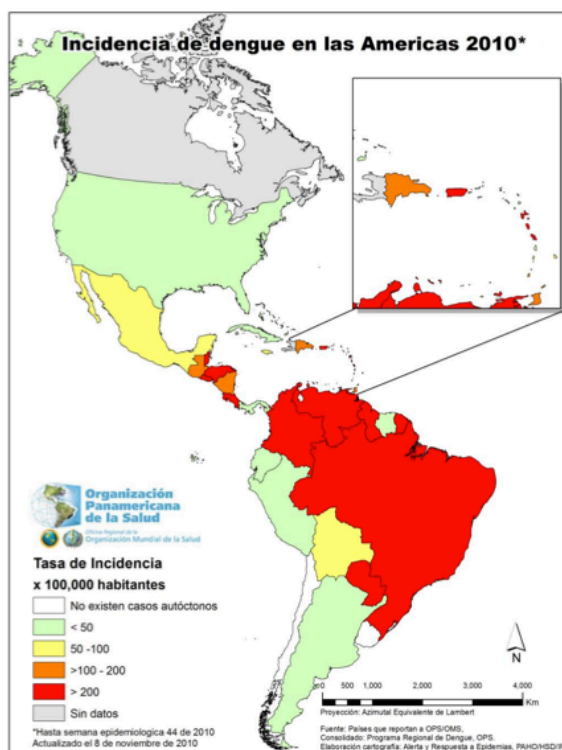 Incidencia de dengue en las Americas 2010*
Organización
Panamericana
de la Salud
Oficina Regional de la
Organización Mundial de la Salud
Tasa de Incidencia
x 100,000 habitantes
No existen casos autóctonos
< 50
50 -100
>100 - 200
> 200
Sin datos
*Hasta semana epidemiologica 44 de 2010
Actualizado el 8 de noviembre de 2010
N
0 500 1,000 2,000 3,000 4,000
Km
Proyección: Azimutal Equivalente de Lambert
Fuente: Países que reportan a OPS/OMS,
Consolidado: Programa Regional de Dengue, OPS.
Elaboración cartografía: Alerta y Respuesta a Epidemias, PAHO/HSD/I